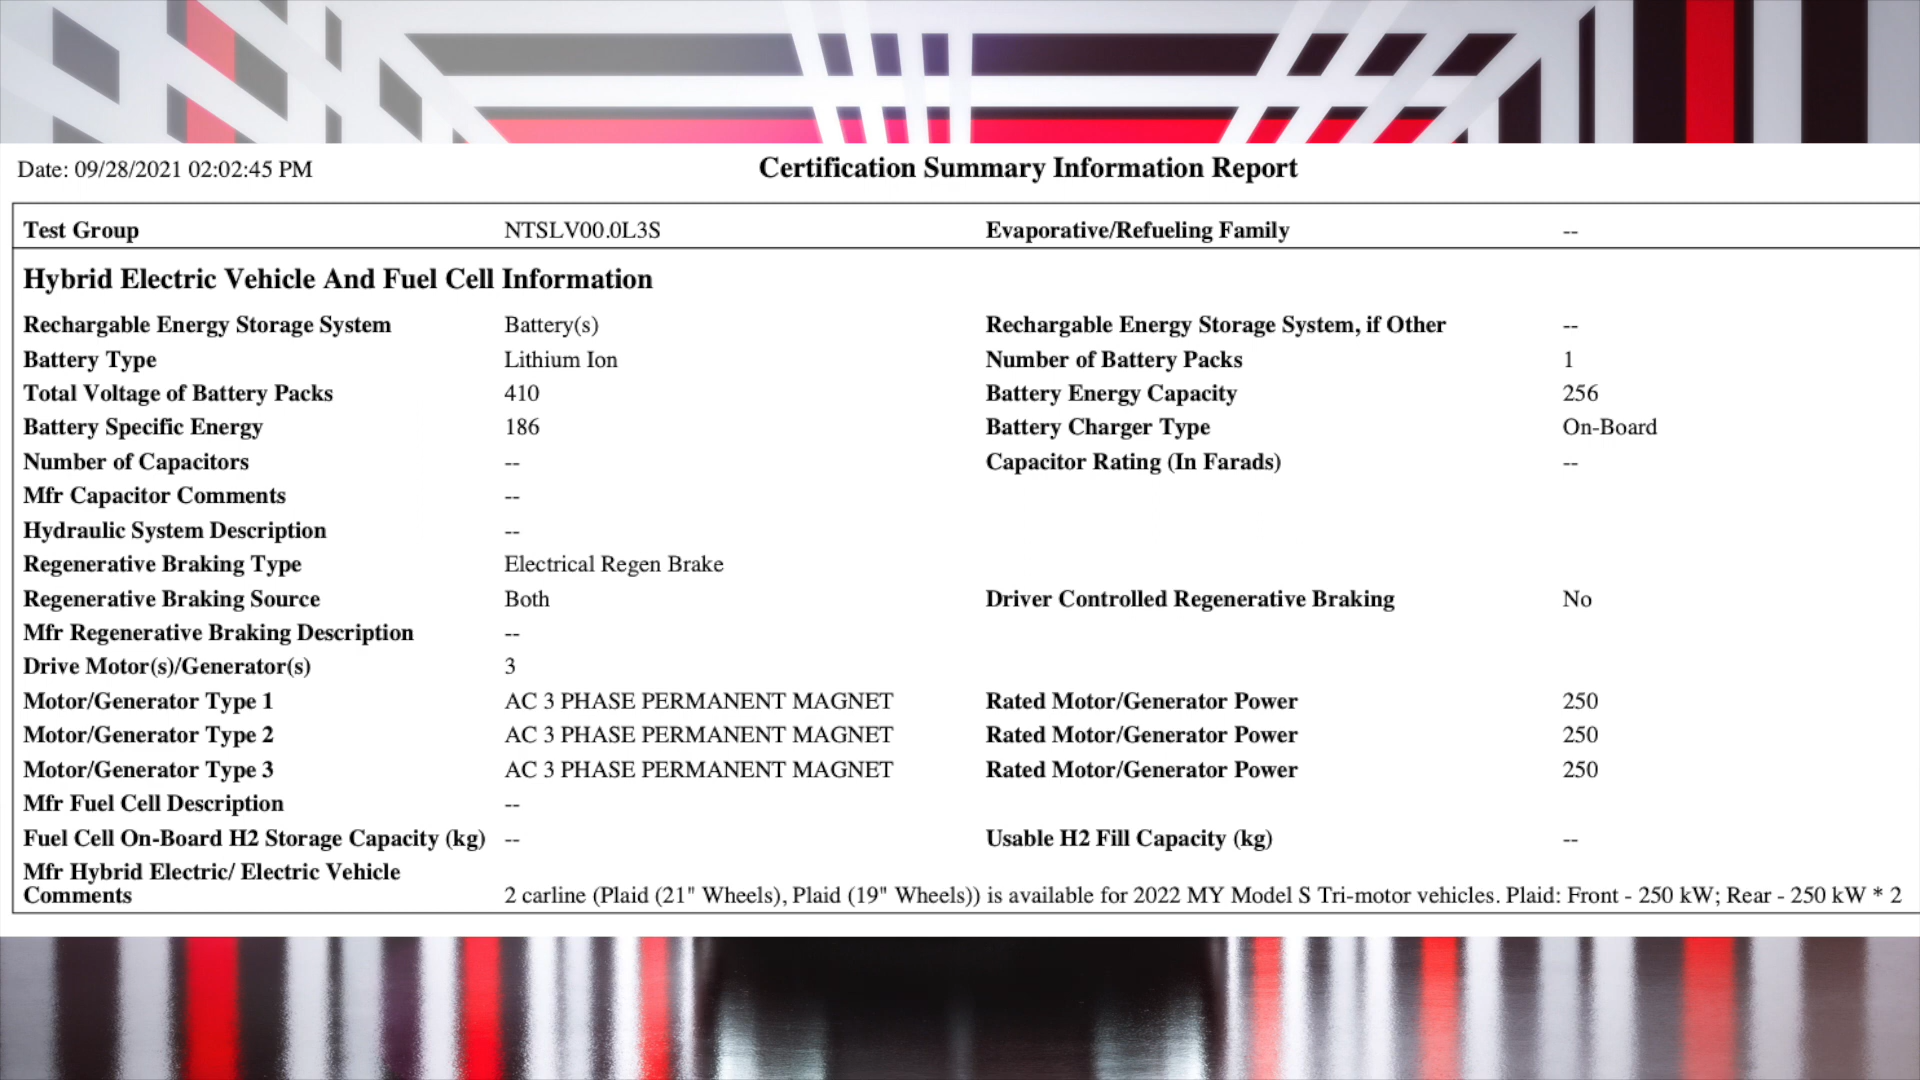 Date: 09/28/2021 02:02:45 PM Certification Summary Information Report
Test Group NTSLV00.0L3S Evaporative/Refueling Family --
Hybrid Electric Vehicle And Fuel Cell Information
Rechargable Energy Storage System Battery(s) Rechargable Energy Storage System, if Other --
Battery Type Lithium Ion Number of Battery Packs 1
Total Voltage of Battery Packs 410 Battery Energy Capacity 256
Battery Specific Energy 186 Battery Charger Type On-Board
Number of Capacitors -- Capacitor Rating (In Farads) --
Mfr Capacitor Comments --
Hydraulic System Description --
Regenerative Braking Type Electrical Regen Brake
Regenerative Braking Source Both Driver Controlled Regenerative Braking No
Mfr Regenerative Braking Description --
Drive Motor(s)/Generator(s) 3
Motor/Generator Type 1 AC 3 PHASE PERMANENT MAGNET Rated Motor/Generator Power 250
Motor/Generator Type 2 AC 3 PHASE PERMANENT MAGNET Rated Motor/Generator Power 250
Motor/Generator Type 3 AC 3 PHASE PERMANENT MAGNET Rated Motor/Generator Power 250
Mfr Fuel Cell Description --
Fuel Cell On-Board H2 Storage Capacity (kg) -- Usable H2 Fill Capacity (kg) --
Mfr Hybrid Electric/ Electric Vehicle
Comments 2 carline (Plaid (21" Wheels), Plaid (19" Wheels)) is available for 2022 MY Model S Tri-motor vehicles. Plaid: Front - 250 kW; Rear - 250 kW * 2